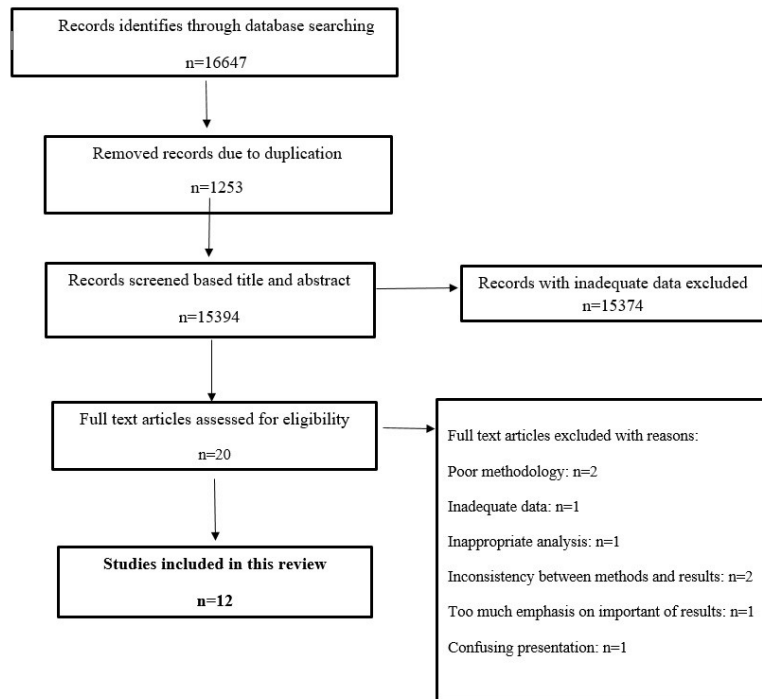 Records identifies through database searching
n=16647
Removed records due to duplication
n=1253
Records screened based title and abstract
n=15394
Records with inadequate data excluded
n=15374
Full text articles assessed for eligibility
n=20
Full text articles excluded with reasons:
Poor methodology: n=2
Inadequate data: n=1
Inappropriate analysis: n=1
Inconsistency between methods and results: n=2
Too much emphasis on important of results: n=1
Confusing presentation: n=1
Studies included in this review
n=12